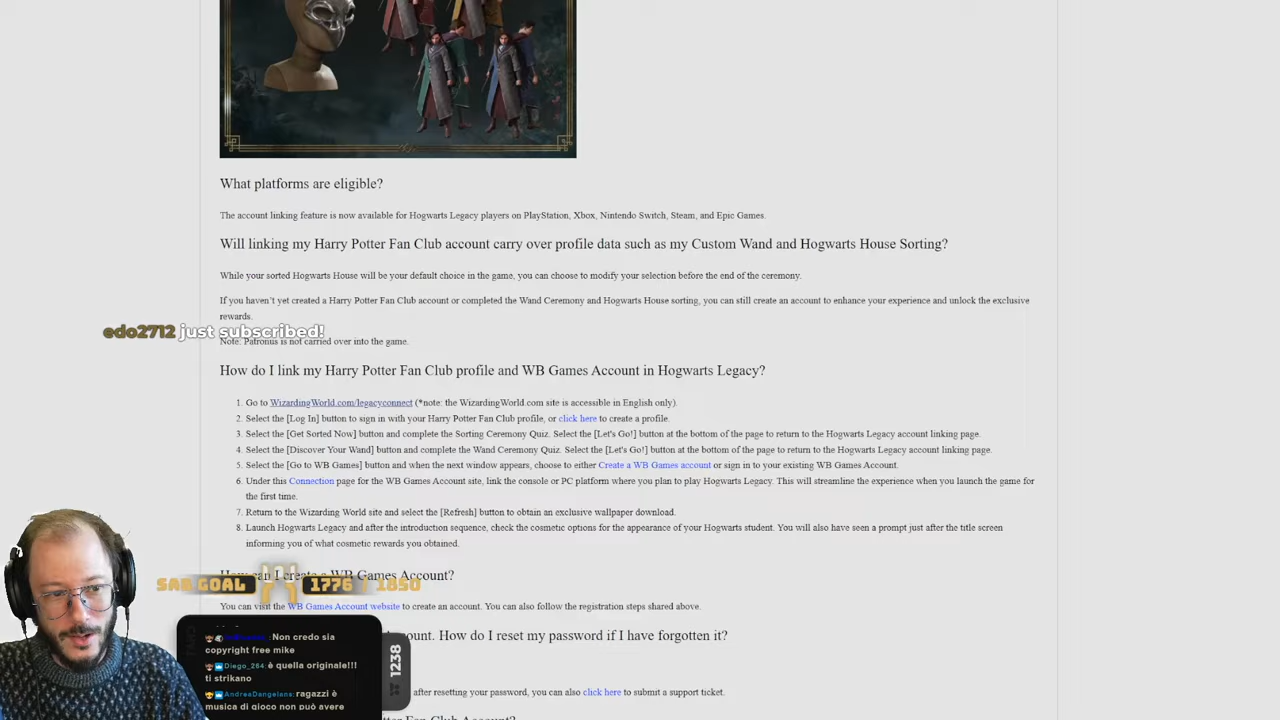 What platforms are eligible?
The account linking feature is now available for Hogwarts Legacy players on PlayStation, Xbox, Nintendo Switch, Steam, and Epic Games.
Will linking my Harry Potter Fan Club account carry over profile data such as my Custom Wand and Hogwarts House Sorting?
While your sorted Hogwarts House will be your default choice in the game, you can choose to modify your selection before the end of the ceremony.
If you haven't yet created a Harry Potter Fan Club account or completed the Wand Ceremony and Hogwarts House sorting, you can still create an account to enhance your experience and unlock the exclusive
rewards.
edo2712 just subscribed!
Note: Patronus is not carried over into the game.
How do I link my Harry Potter Fan Club profile and WB Games Account in Hogwarts Legacy?
1. Go to WizardingWorld.com/legacyconnect (*note: the WizardingWorld.com site is accessible in English only).
2. Select the [Log In] button to sign in with your Harry Potter Fan Club profile, or click here to create a profile.
3. Select the [Get Sorted Now] button and complete the Sorting Ceremony Quiz. Select the [Let's Go!] button at the bottom of the page to return to the Hogwarts Legacy account linking page.
4. Select the [Discover Your Wand] button and complete the Wand Ceremony Quiz. Select the [Let's Go!] button at the bottom of the page to return to the Hogwarts Legacy account linking page.
5. Select the [Go to WB Games] button and when the next window appears, choose to either Create a WB Games account or sign in to your existing WB Games Account.
6. Under this Connection page for the WB Games Account site, link the console or PC platform where you plan to play Hogwarts Legacy. This will streamline the experience when you launch the game for
the first time.
7. Return to the Wizarding World site and select the [Refresh] button to obtain an exclusive wallpaper download.
8. Launch Hogwarts Legacy and after the introduction sequence, check the cosmetic options for the appearance of your Hogwarts student. You will also have seen a prompt just after the title screen
informing you of what cosmetic rewards you obtained.
How can I create a WB Games Account?
SAB GOAL 1776 / 1850
You can visit the WB Games Account website to create an account. You can also follow the registration steps shared above.
ount. How do I reset my password if I have forgotten it?
Non credo sia
copyright free mike
Diego_264: è quella originale!!!
ti strikano
AndreaDangelans: ragazzi è
musica di gioco non può avere
1238
after resetting your password, you can also click here to submit a support ticket.
tter Fan Club Account?